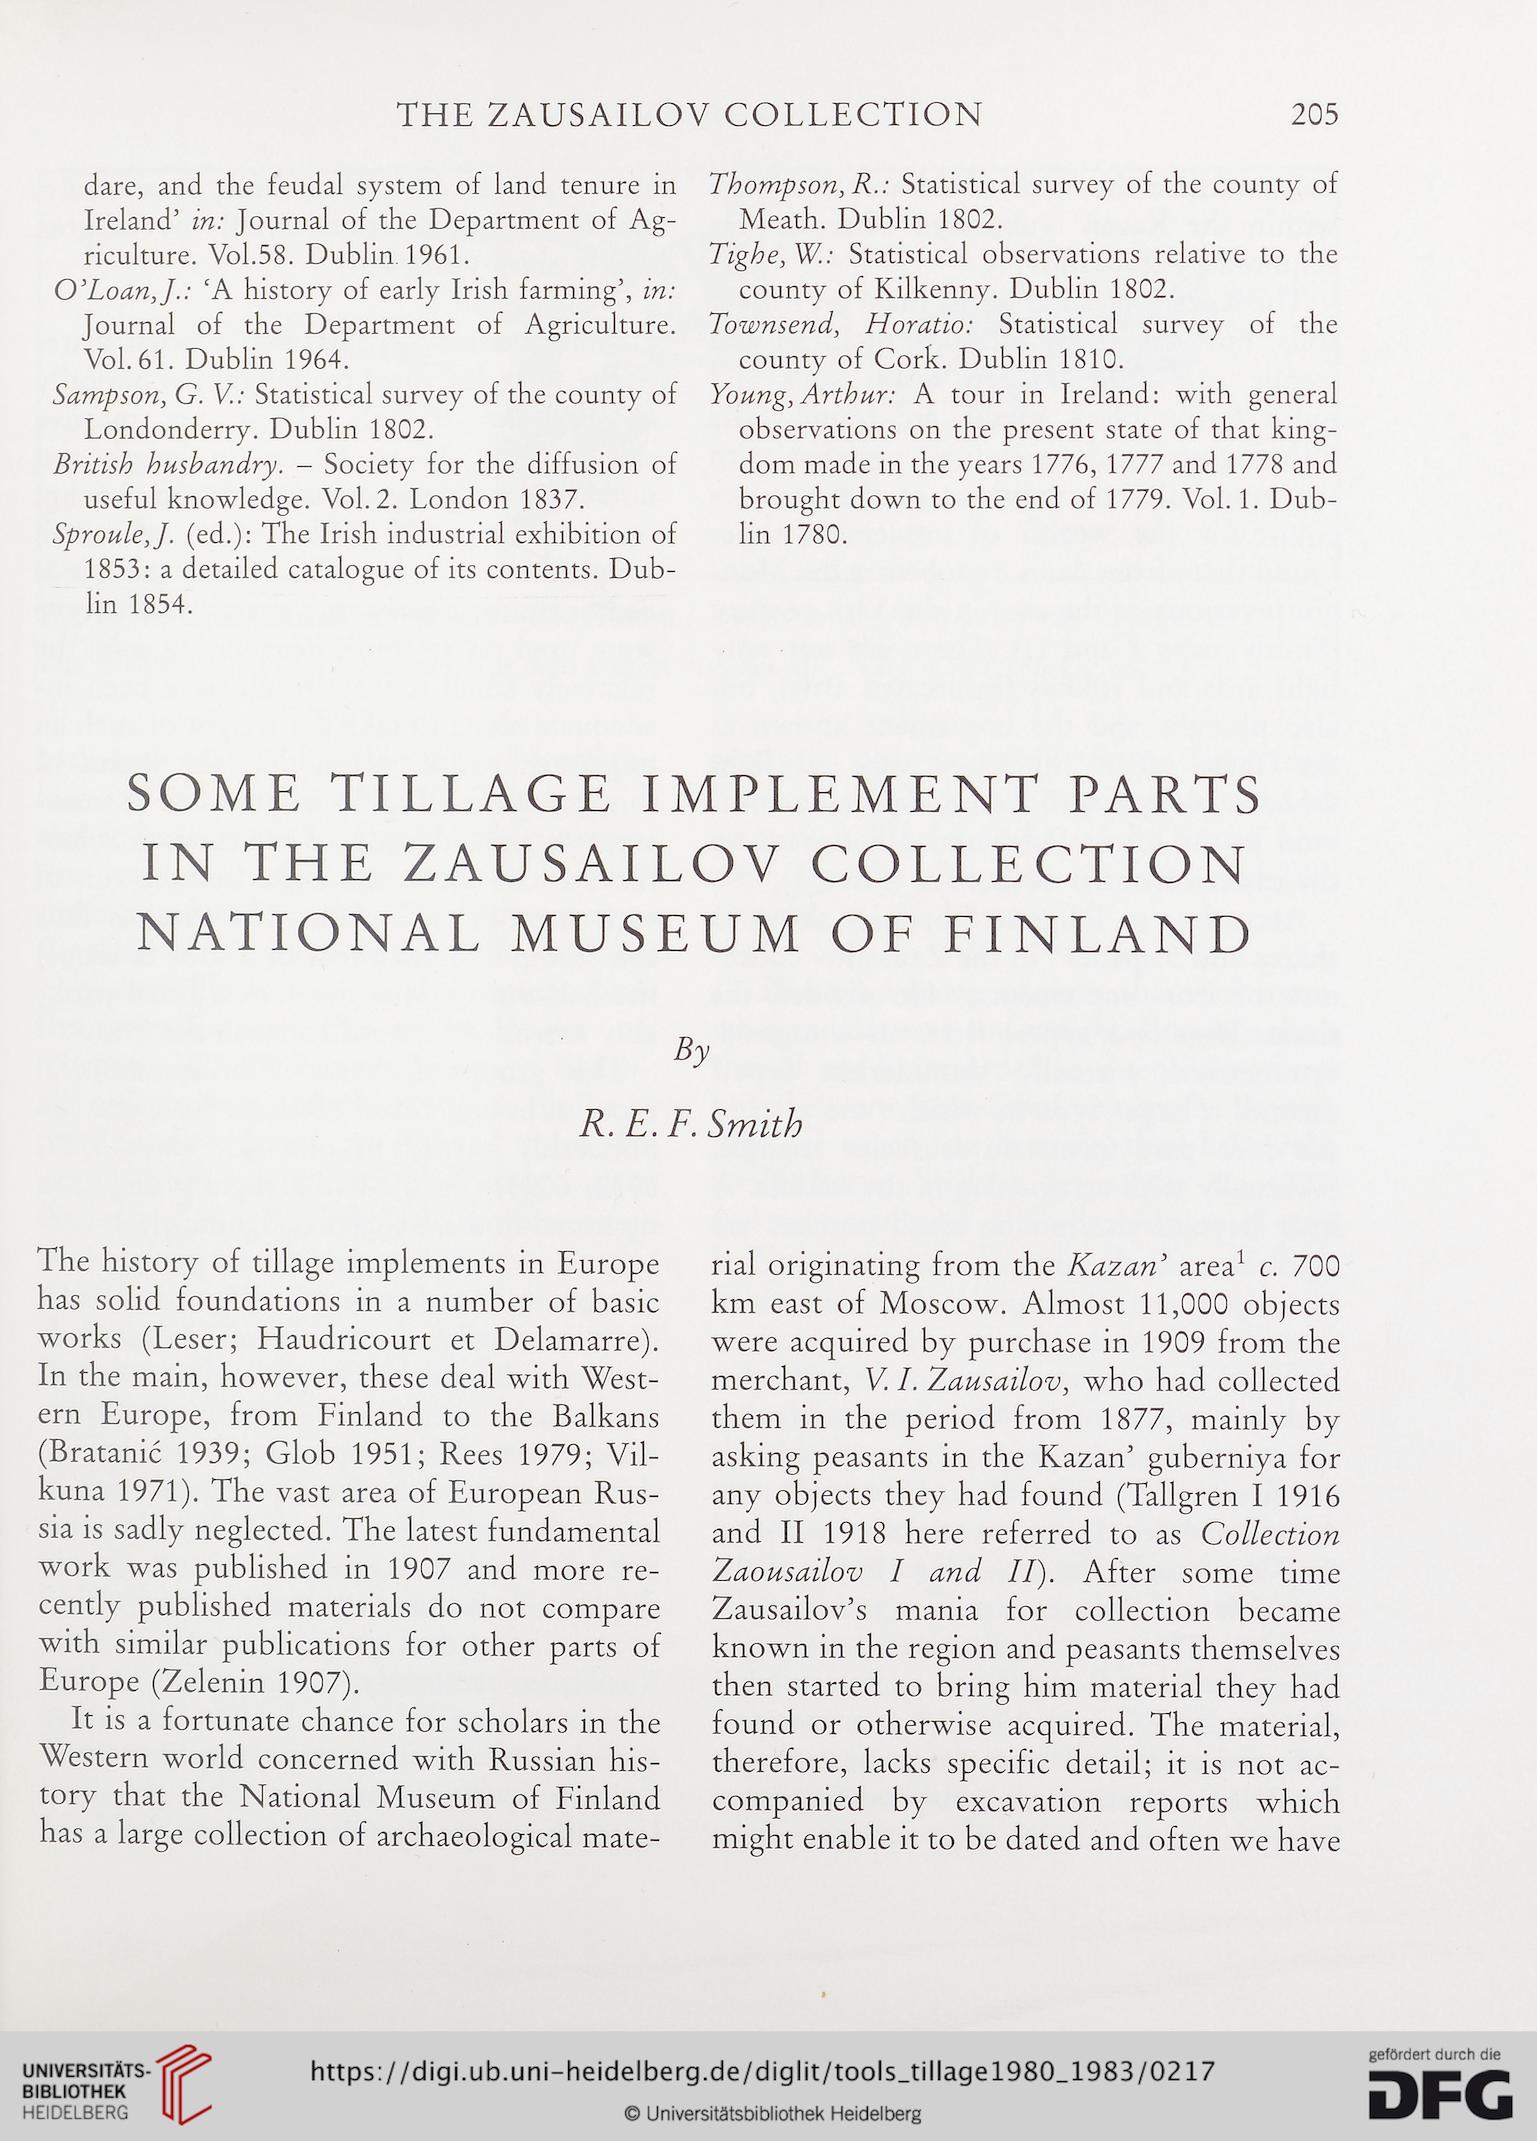 THE ZAUSAILOV COLLECTION 205
dare, and the feudal system of land tenure in
Ireland’ in: Journal of the Department of Ag-
riculture. Vol.58. Dublin 1961.
O’Loan, J.: ‘A history of early Irish farming’, in:
Journal of the Department of Agriculture.
Vol. 61. Dublin 1964.
Sampson, G. V.: Statistical survey of the county of
Londonderry. Dublin 1802.
British husbandry. – Society for the diffusion of
useful knowledge. Vol. 2. London 1837.
Sproule, J. (ed.): The Irish industrial exhibition of
1853: a detailed catalogue of its contents. Dub-
lin 1854.
Thompson, R.: Statistical survey of the county of
Meath. Dublin 1802.
Tighe, W.: Statistical observations relative to the
county of Kilkenny. Dublin 1802.
Townsend, Horatio: Statistical survey of the
county of Cork. Dublin 1810.
Young, Arthur: A tour in Ireland: with general
observations on the present state of that king-
dom made in the years 1776, 1777 and 1778 and
brought down to the end of 1779. Vol. 1. Dub-
lin 1780.
SOME TILLAGE IMPLEMENT PARTS
IN THE ZAUSAILOV COLLECTION
NATIONAL MUSEUM OF FINLAND
By
R. E. F. Smith
The history of tillage implements in Europe
has solid foundations in a number of basic
works (Leser; Haudricourt et Delamarre).
In the main, however, these deal with West-
ern Europe, from Finland to the Balkans
(Bratanić 1939; Glob 1951; Rees 1979; Vil-
kuna 1971). The vast area of European Rus-
sia is sadly neglected. The latest fundamental
work was published in 1907 and more re-
cently published materials do not compare
with similar publications for other parts of
Europe (Zelenin 1907).
It is a fortunate chance for scholars in the
Western world concerned with Russian his-
tory that the National Museum of Finland
has a large collection of archaeological mate-
rial originating from the Kazan’ area¹ c. 700
km east of Moscow. Almost 11,000 objects
were acquired by purchase in 1909 from the
merchant, V. I. Zausailov, who had collected
them in the period from 1877, mainly by
asking peasants in the Kazan’ guberniya for
any objects they had found (Tallgren I 1916
and II 1918 here referred to as Collection
Zaousailov I and II). After some time
Zausailov’s mania for collection became
known in the region and peasants themselves
then started to bring him material they had
found or otherwise acquired. The material,
therefore, lacks specific detail; it is not ac-
companied by excavation reports which
might enable it to be dated and often we have
UNIVERSITÄTS-
BIBLIOTHEK
HEIDELBERG
https://digi.ub.uni-heidelberg.de/diglit/tools_tillage1980_1983/0217
© Universitätsbibliothek Heidelberg
gefördert durch die
DFG